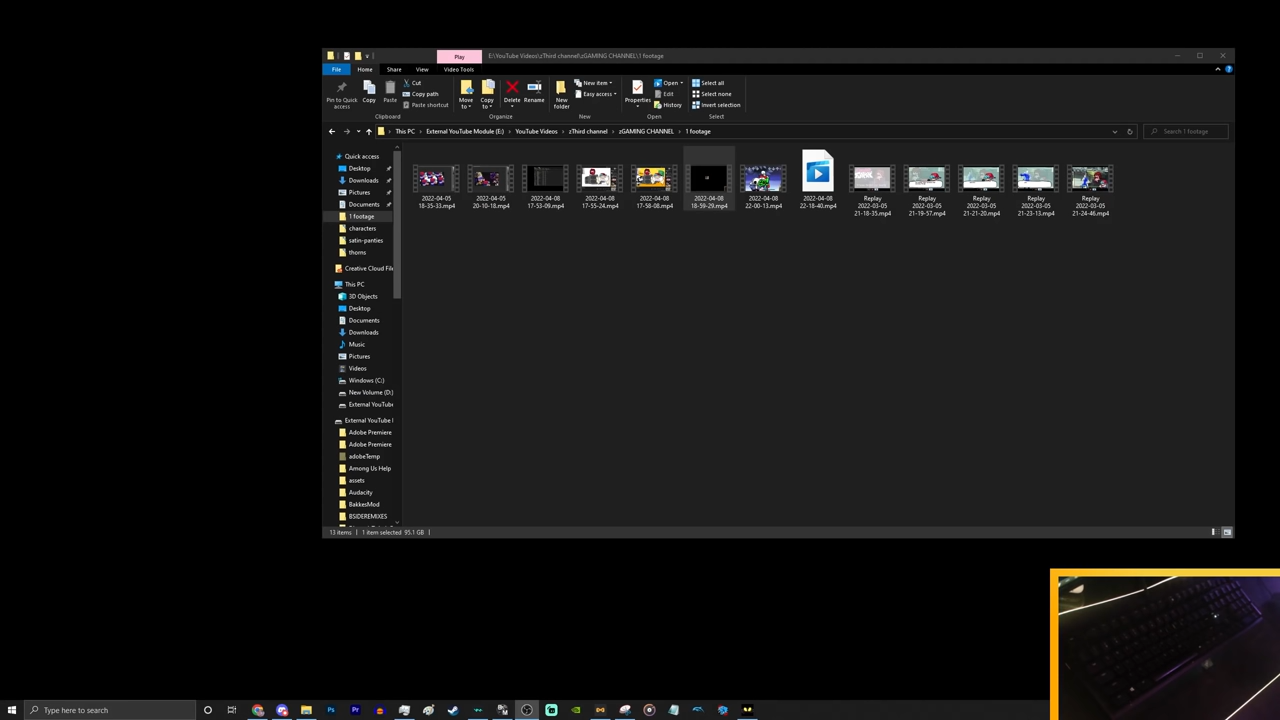 Play
E:\YouTube Videos\zThird channel\zGAMING CHANNEL\1 footage
File Home Share View Video Tools
Pin to Quick access
Copy
Paste
Cut
Copy path
Paste shortcut
Clipboard
Move to
Copy to
Delete
Rename
Organize
New folder
New item
Easy access
New
Properties
Open
Edit
History
Open
Select all
Select none
Invert selection
Select
This PC > External YouTube Module (E:) > YouTube Videos > zThird channel > zGAMING CHANNEL > 1 footage
Search 1 footage
Quick access
Desktop
Downloads
Pictures
Documents
1 footage
characters
satin-panties
thorns
Creative Cloud Fil
This PC
3D Objects
Desktop
Documents
Downloads
Music
Pictures
Videos
Windows (C:)
New Volume (D:)
External YouTube
External YouTube
Adobe Premiere
Adobe Premiere
adobeTemp
Among Us Help
assets
Audacity
BakkesMod
BSIDEREMIXES
2022-04-05
18-35-33.mp4
2022-04-05
20-10-18.mp4
2022-04-08
17-53-09.mp4
2022-04-08
17-55-24.mp4
2022-04-08
17-58-08.mp4
2022-04-08
18-59-29.mp4
2022-04-08
22-00-13.mp4
2022-04-08
22-18-40.mp4
Replay
2022-03-05
21-18-35.mp4
Replay
2022-03-05
21-19-57.mp4
Replay
2022-03-05
21-21-20.mp4
Replay
2022-03-05
21-23-13.mp4
Replay
2022-03-05
21-24-46.mp4
13 items 1 item selected 95.1 GB
Type here to search